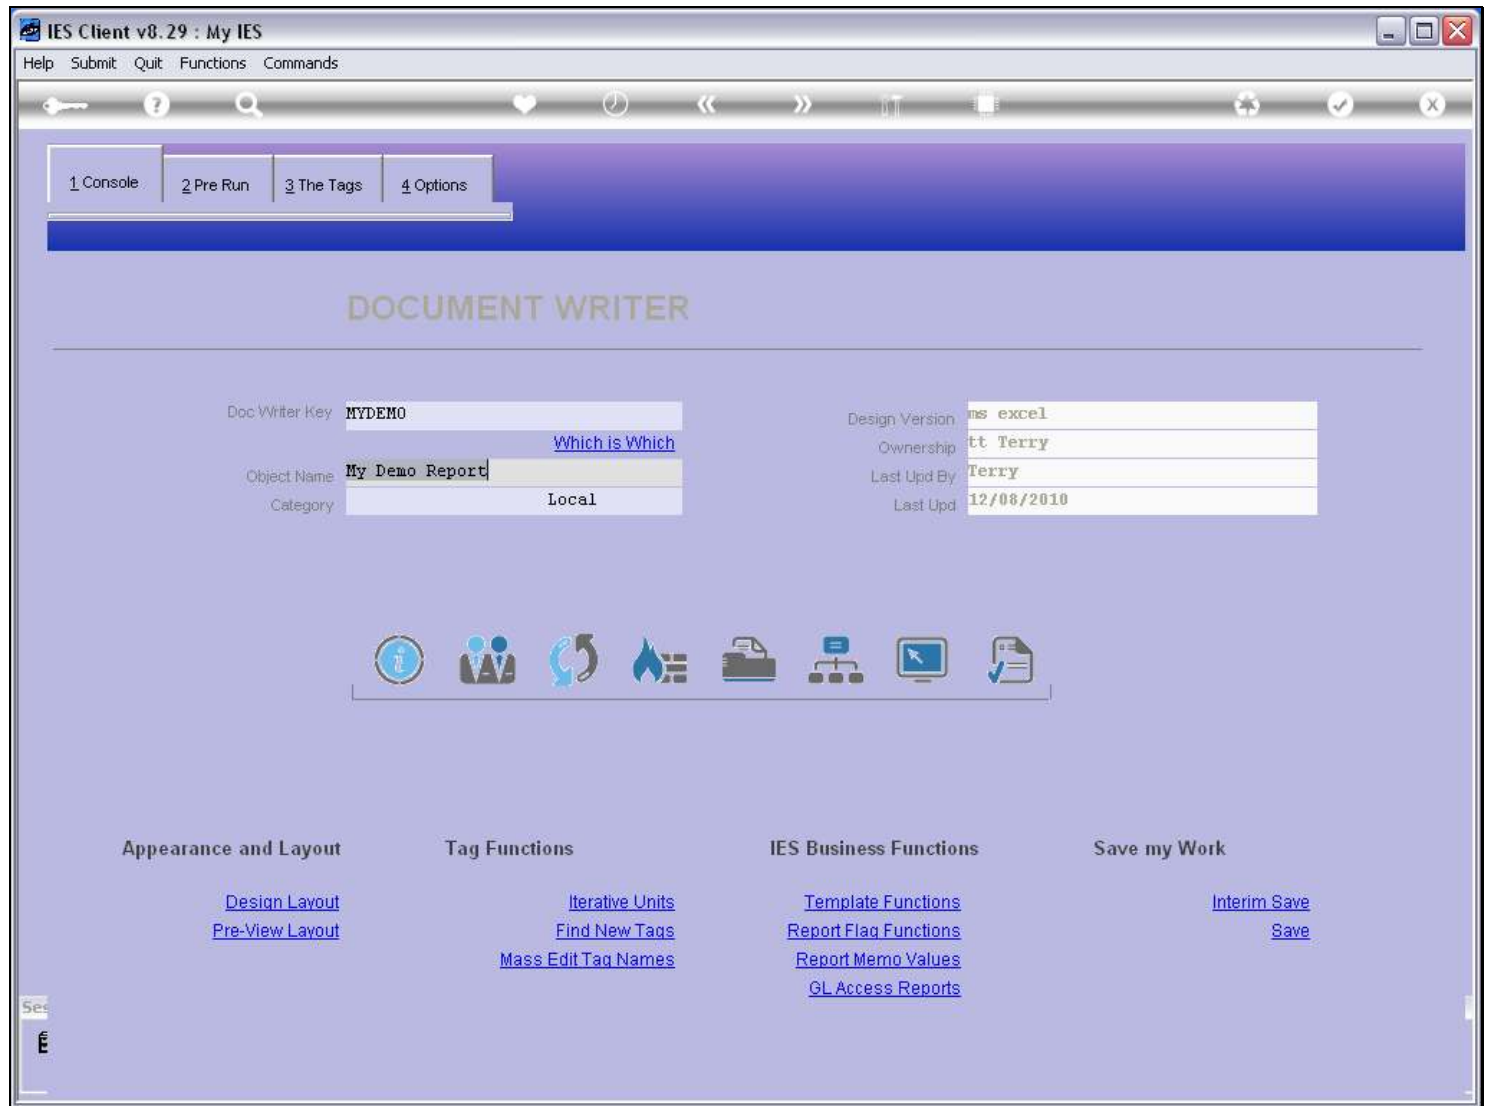 IES Client v8.29 : My IES
Help Submit Quit Functions Commands
1 Console 2 Pre Run 3 The Tags 4 Options
DOCUMENT WRITER
Doc Writer Key MYDEMO
Which is Which
Object Name My Demo Report
Category Local
Design Version ms excel
Ownership tt Terry
Last Upd By Terry
Last Upd 12/08/2010
Appearance and Layout
Design Layout
Pre-View Layout
Tag Functions
Iterative Units
Find New Tags
Mass Edit Tag Names
IES Business Functions
Template Functions
Report Flag Functions
Report Memo Values
GL Access Reports
Save my Work
Interim Save
Save